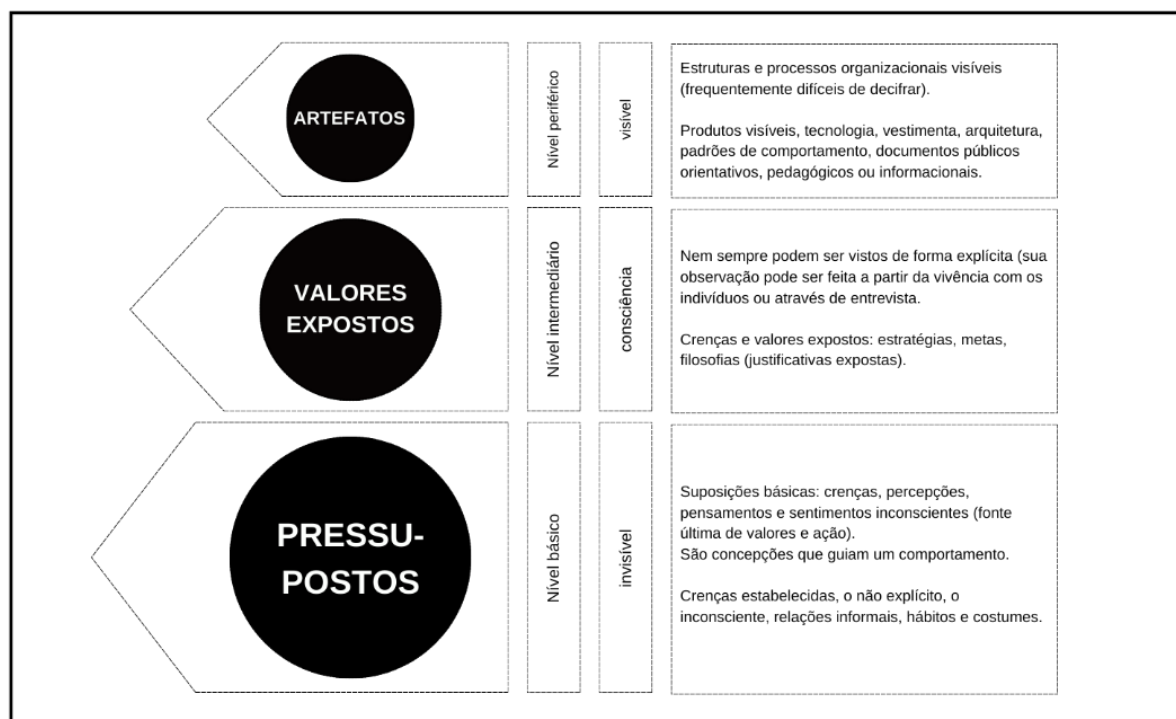 ARTEFATOS
Nível periférico
visível
Estruturas e processos organizacionais visíveis
(frequentemente difíceis de decifrar).
Produtos visíveis, tecnologia, vestimenta, arquitetura,
padrões de comportamento, documentos públicos
orientativos, pedagógicos ou informacionais.
VALORES
EXPOSTOS
Nível intermediário
consciência
Nem sempre podem ser vistos de forma explícita (sua
observação pode ser feita a partir da vivência com os
indivíduos ou através de entrevista.
Crenças e valores expostos: estratégias, metas,
filosofias (justificativas expostas).
PRESSU-
POSTOS
Nível básico
invisível
Suposições básicas: crenças, percepções,
pensamentos e sentimentos inconscientes (fonte
última de valores e ação).
São concepções que guiam um comportamento.
Crenças estabelecidas, o não explícito, o
inconsciente, relações informais, hábitos e costumes.